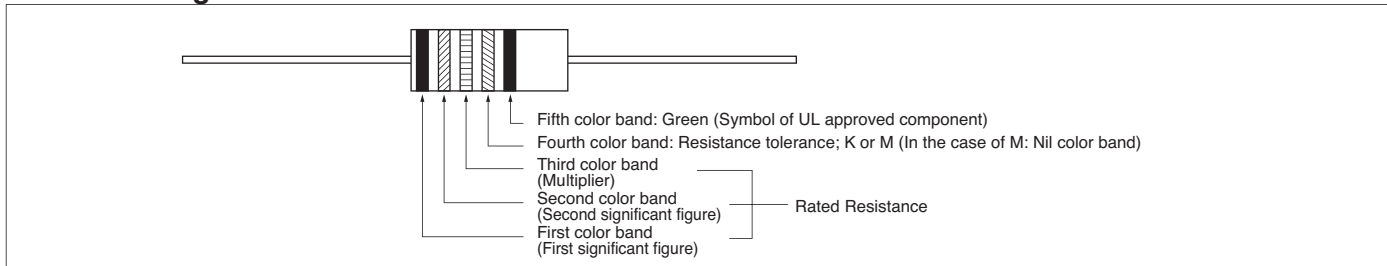 Fifth color band: Green (Symbol of UL approved component)
Fourth color band: Resistance tolerance; K or M (In the case of M: Nil color band)
Third color band
(Multiplier)
Second color band
(Second significant figure)
Rated Resistance
First color band
(First significant figure)